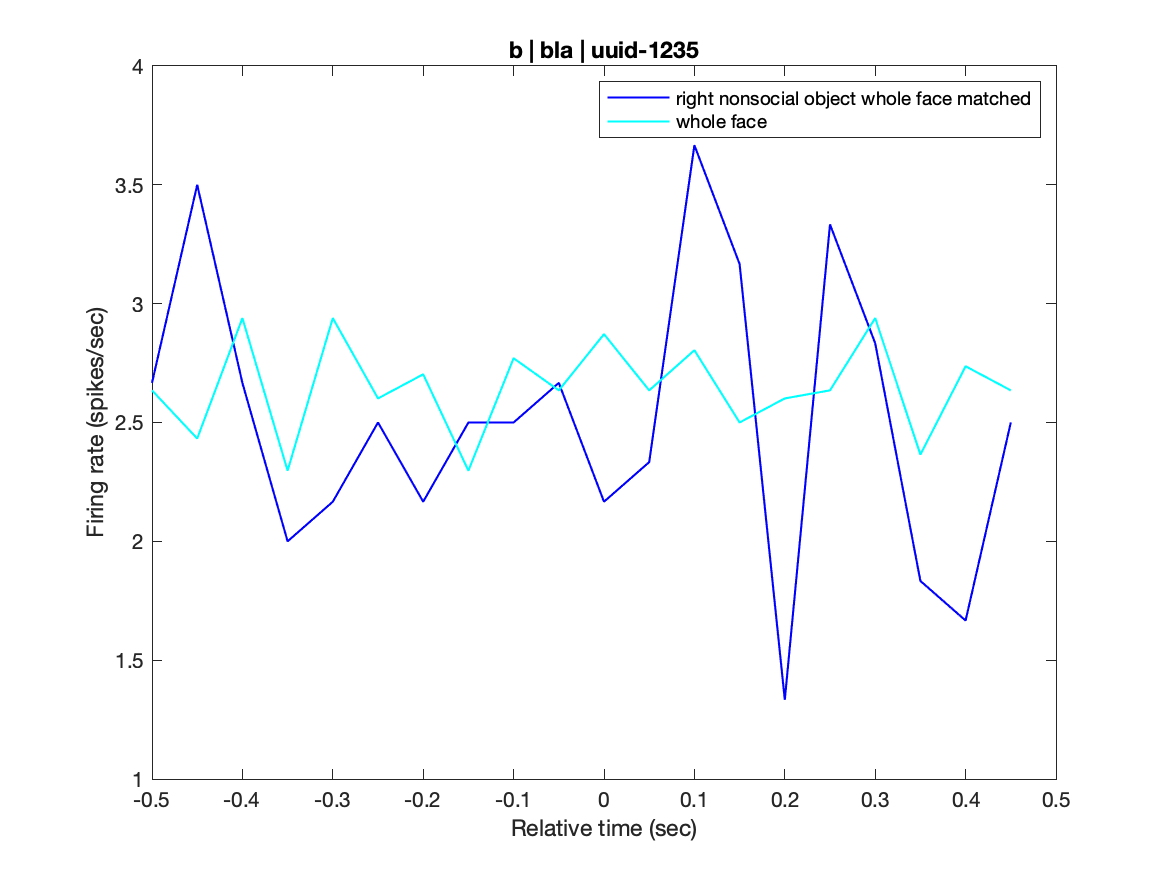 b | bla | uuid-1235
right nonsocial object whole face matched
whole face
Firing rate (spikes/sec)
4
3.5
3
2.5
2
1.5
1
-0.5 -0.4 -0.3 -0.2 -0.1 0 0.1 0.2 0.3 0.4 0.5
Relative time (sec)